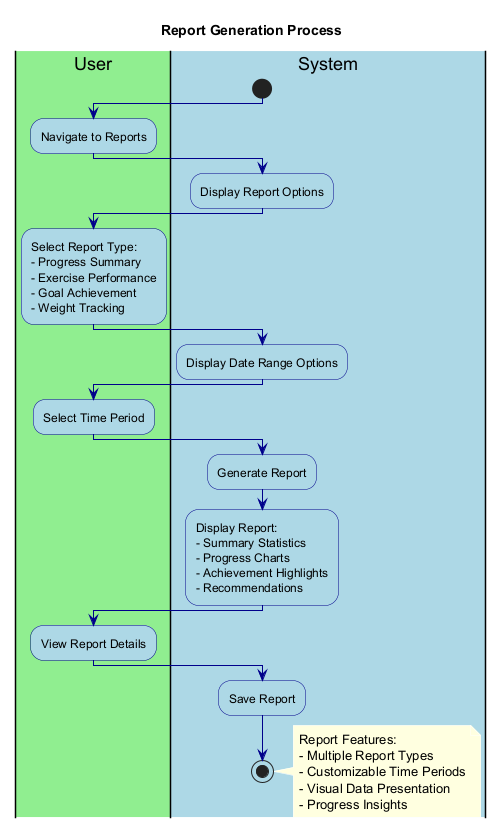 Report Generation Process
User
System
Navigate to Reports
Display Report Options
Select Report Type:
- Progress Summary
- Exercise Performance
- Goal Achievement
- Weight Tracking
Display Date Range Options
Select Time Period
Generate Report
Display Report:
- Summary Statistics
- Progress Charts
- Achievement Highlights
- Recommendations
View Report Details
Save Report
Report Features:
- Multiple Report Types
- Customizable Time Periods
- Visual Data Presentation
- Progress Insights